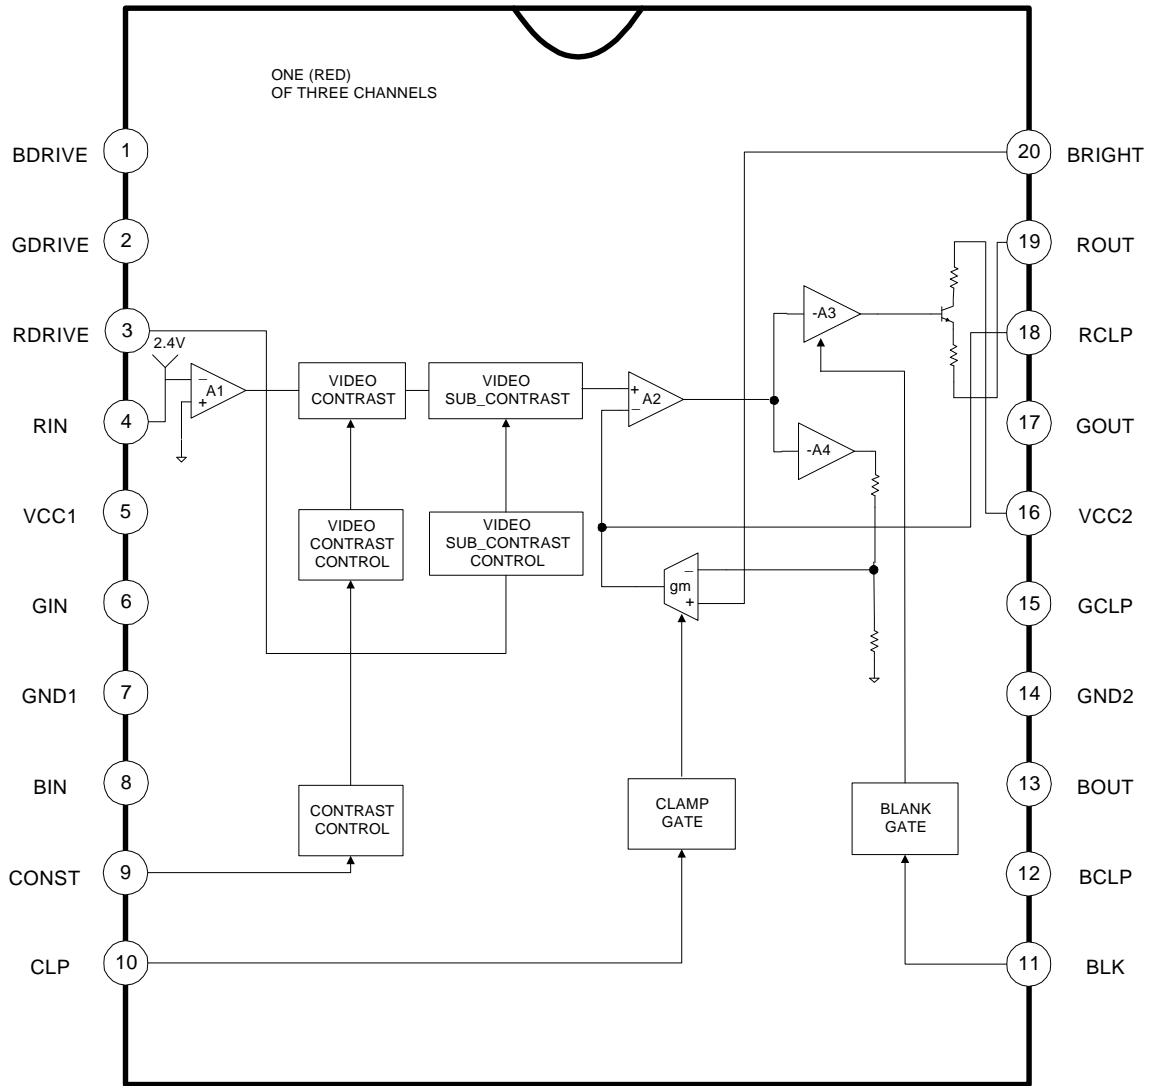 ONE (RED)
OF THREE CHANNELS
BDRIVE
1
GDRIVE
2
RDRIVE
3
2.4V
RIN
4
VCC1
5
GIN
6
GND1
7
BIN
8
CONST
9
CLP
10
−
+
A1
VIDEO
CONTRAST
VIDEO
SUB_CONTRAST
+
−
A2
-A3
-A4
VIDEO
CONTRAST
CONTROL
VIDEO
SUB_CONTRAST
CONTROL
gm
−
+
CONTRAST
CONTROL
CLAMP
GATE
BLANK
GATE
20
BRIGHT
19
ROUT
18
RCLP
17
GOUT
16
VCC2
15
GCLP
14
GND2
13
BOUT
12
BCLP
11
BLK